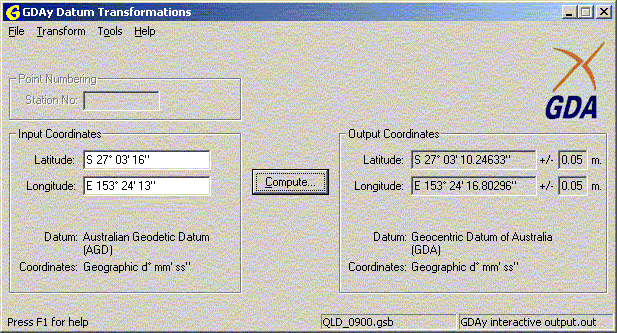 GDAy Datum Transformations
File Transform Tools Help
Point Numbering
Station No:
GDA
Input Coordinates
Latitude: S 27° 03' 16"
Longitude: E 153° 24' 13"
Datum: Australian Geodetic Datum
(AGD)
Coordinates: Geographic d° mm' ss"
Compute...
Output Coordinates
Latitude: S 27° 03' 10.24633" +/- 0.05 m.
Longitude: E 153° 24' 16.80296" +/- 0.05 m.
Datum: Geocentric Datum of Australia
(GDA)
Coordinates: Geographic d° mm' ss"
Press F1 for help QLD_0900.gsb GDAy interactive output.out